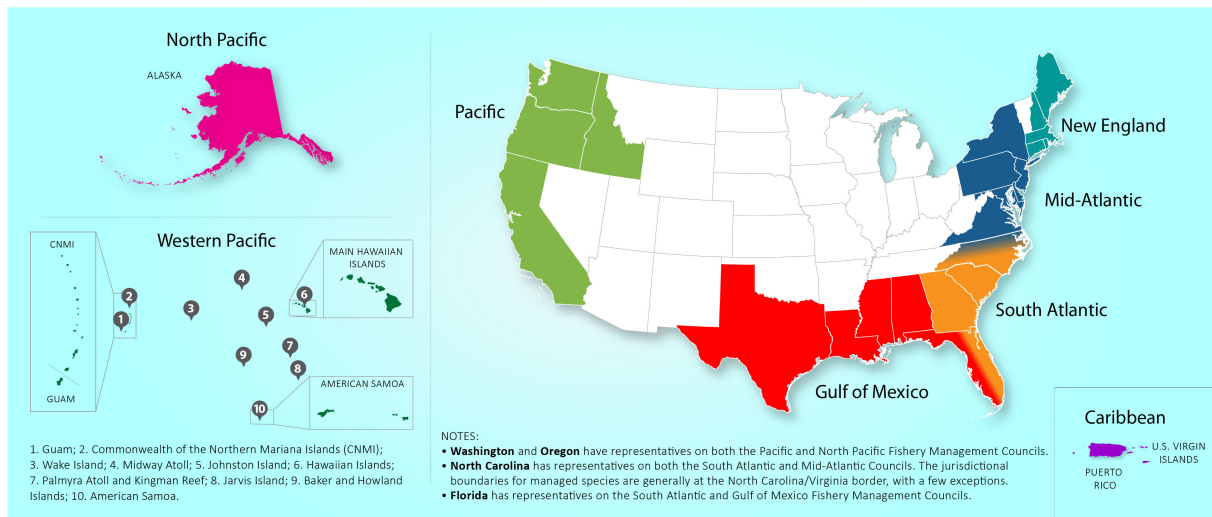 North Pacific
ALASKA
Western Pacific
CNMI
GUAM
MAIN HAWAIIAN
ISLANDS
4
2
6
3
1
5
7
9
8
AMERICAN SAMOA
10
1. Guam; 2. Commonwealth of the Northern Mariana Islands (CNMI);
3. Wake Island; 4. Midway Atoll; 5. Johnston Island; 6. Hawaiian Islands;
7. Palmyra Atoll and Kingman Reef; 8. Jarvis Island; 9. Baker and Howland
Islands; 10. American Samoa.
Pacific
New England
Mid-Atlantic
South Atlantic
Gulf of Mexico
Caribbean
U.S. VIRGIN
ISLANDS
PUERTO
RICO
NOTES:
• Washington and Oregon have representatives on both the Pacific and North Pacific Fishery Management Councils.
• North Carolina has representatives on both the South Atlantic and Mid-Atlantic Councils. The jurisdictional
boundaries for managed species are generally at the North Carolina/Virginia border, with a few exceptions.
• Florida has representatives on the South Atlantic and Gulf of Mexico Fishery Management Councils.